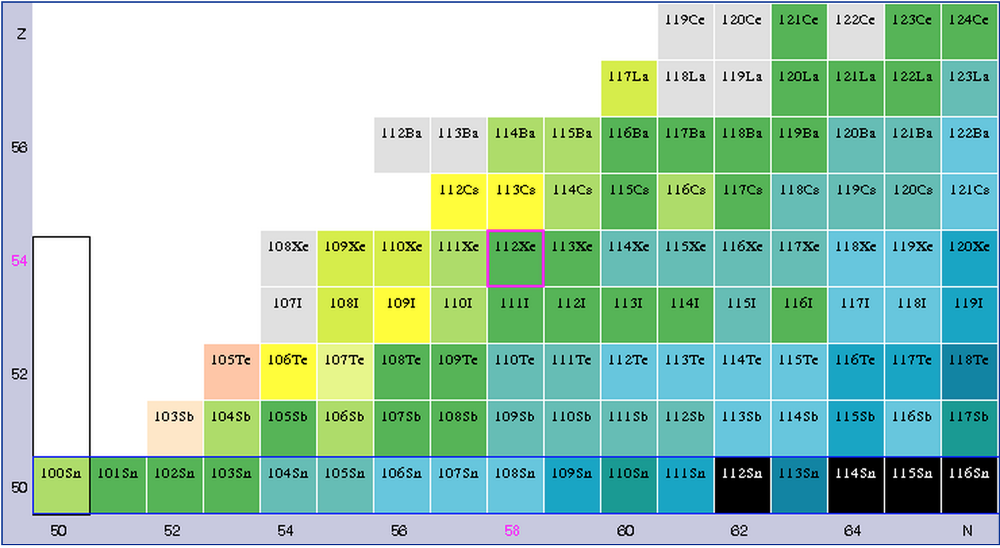 119Ce 120Ce 121Ce 122Ce 123Ce 124Ce
Z
117La 118La 119La 120La 121La 122La 123La
112Ba 113Ba 114Ba 115Ba 116Ba 117Ba 118Ba 119Ba 120Ba 121Ba 122Ba
56
112Cs 113Cs 114Cs 115Cs 116Cs 117Cs 118Cs 119Cs 120Cs 121Cs
108Xe 109Xe 110Xe 111Xe 112Xe 113Xe 114Xe 115Xe 116Xe 117Xe 118Xe 119Xe 120Xe
54
107I 108I 109I 110I 111I 112I 113I 114I 115I 116I 117I 118I 119I
105Te 106Te 107Te 108Te 109Te 110Te 111Te 112Te 113Te 114Te 115Te 116Te 117Te 118Te
52
103Sb 104Sb 105Sb 106Sb 107Sb 108Sb 109Sb 110Sb 111Sb 112Sb 113Sb 114Sb 115Sb 116Sb 117Sb
100Sn 101Sn 102Sn 103Sn 104Sn 105Sn 106Sn 107Sn 108Sn 109Sn 110Sn 111Sn 112Sn 113Sn 114Sn 115Sn 116Sn
50
50 52 54 56 58 60 62 64 N